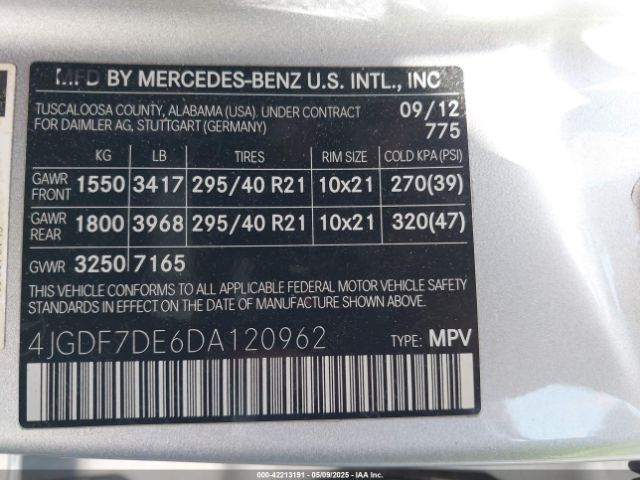 MFD BY MERCEDES-BENZ U.S. INTL., INC
TUSCALOOSA COUNTY, ALABAMA (USA). UNDER CONTRACT 09/12
FOR DAIMLER AG, STUTTGART (GERMANY) 775
KG LB TIRES RIM SIZE COLD KPA (PSI)
GAWR FRONT 1550 3417 295/40 R21 10x21 270(39)
GAWR REAR 1800 3968 295/40 R21 10x21 320(47)
GVWR 3250 7165
THIS VEHICLE CONFORMS TO ALL APPLICABLE FEDERAL MOTOR VEHICLE SAFETY
STANDARDS IN EFFECT ON THE DATE OF MANUFACTURE SHOWN ABOVE.
4JGDF7DE6DA120962 TYPE: MPV
000-42213191 - 05/09/2025 - IAA Inc.